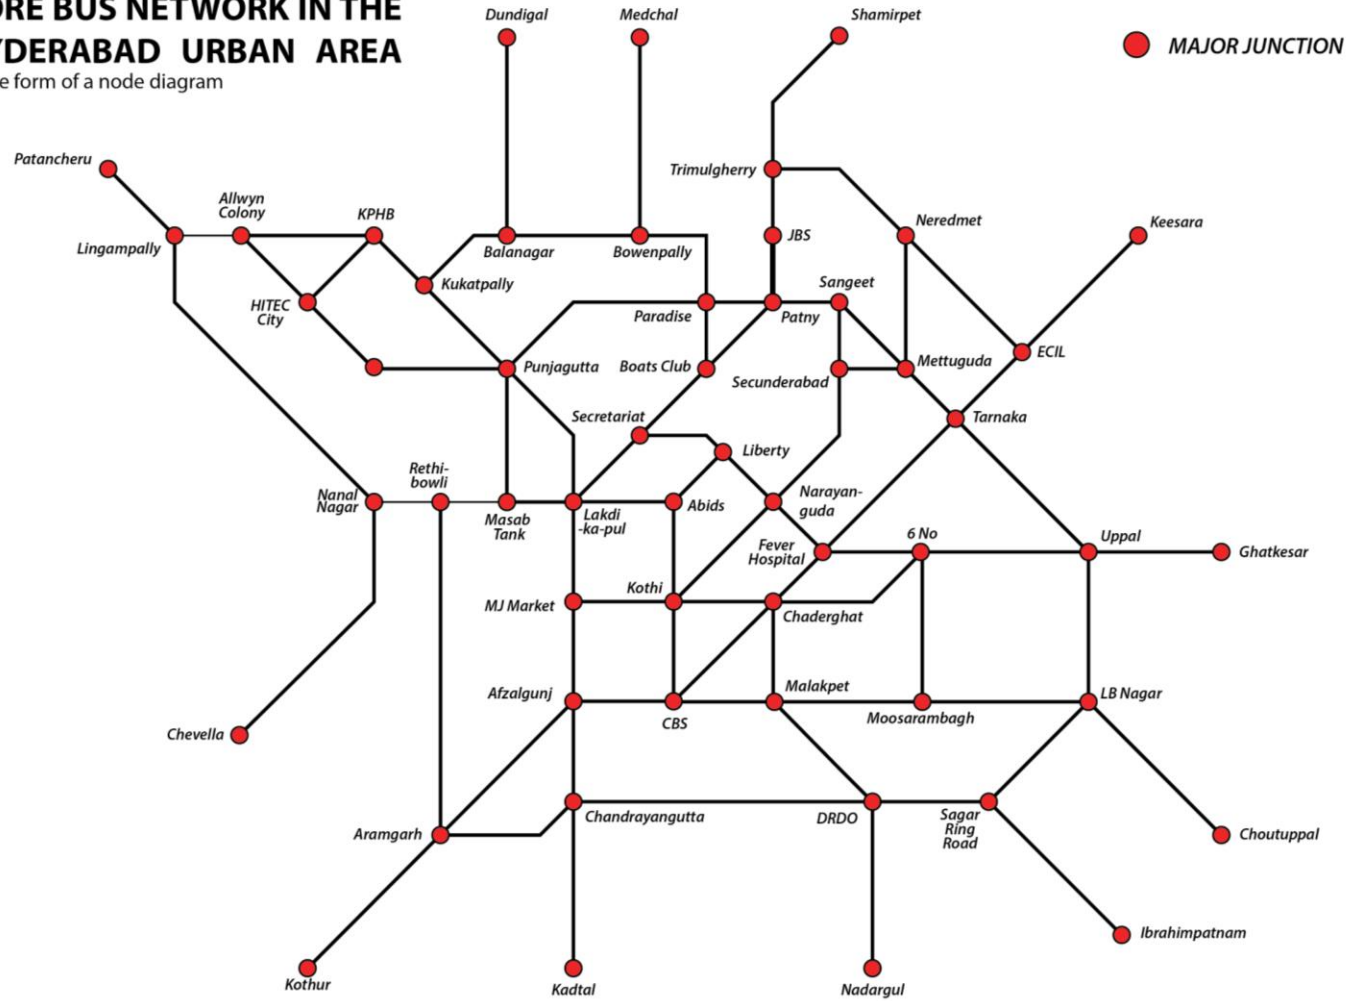 ORE BUS NETWORK IN THE
YDERABAD URBAN AREA
e form of a node diagram
MAJOR JUNCTION
Dundigal
Medchal
Shamirpet
Patancheru
Trimulgherry
Allwyn
Colony
KPHB
Neredmet
Keesara
Lingampally
Balanagar
Bowenpally
JBS
Kukatpally
Sangeet
HITEC
City
Paradise
Patny
ECIL
Punjagutta
Boats Club
Secunderabad
Mettuguda
Secretariat
Tarnaka
Liberty
Rethi-
bowli
Nanal
Nagar
Masab
Tank
Lakdi
-ka-pul
Abids
Narayan-
guda
Fever
Hospital
6 No
Uppal
Ghatkesar
Kothi
MJ Market
Chaderghat
Afzalgunj
CBS
Malakpet
Moosarambagh
LB Nagar
Chevella
Aramgarh
Chandrayangutta
DRDO
Sagar
Ring
Road
Choutuppal
Ibrahimpatnam
Kothur
Kadtal
Nadargul